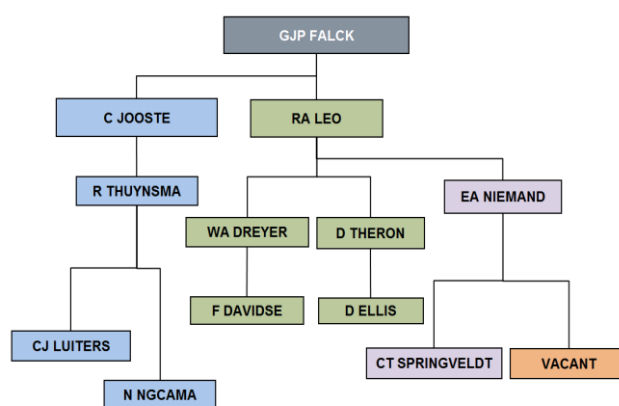 GJP FALCK
C JOOSTE
RA LEO
R THUYNSMA
EA NIEMAND
WA DREYER
D THERON
F DAVIDSE
D ELLIS
CJ LUITERS
CT SPRINGVELDT
VACANT
N NGCAMA